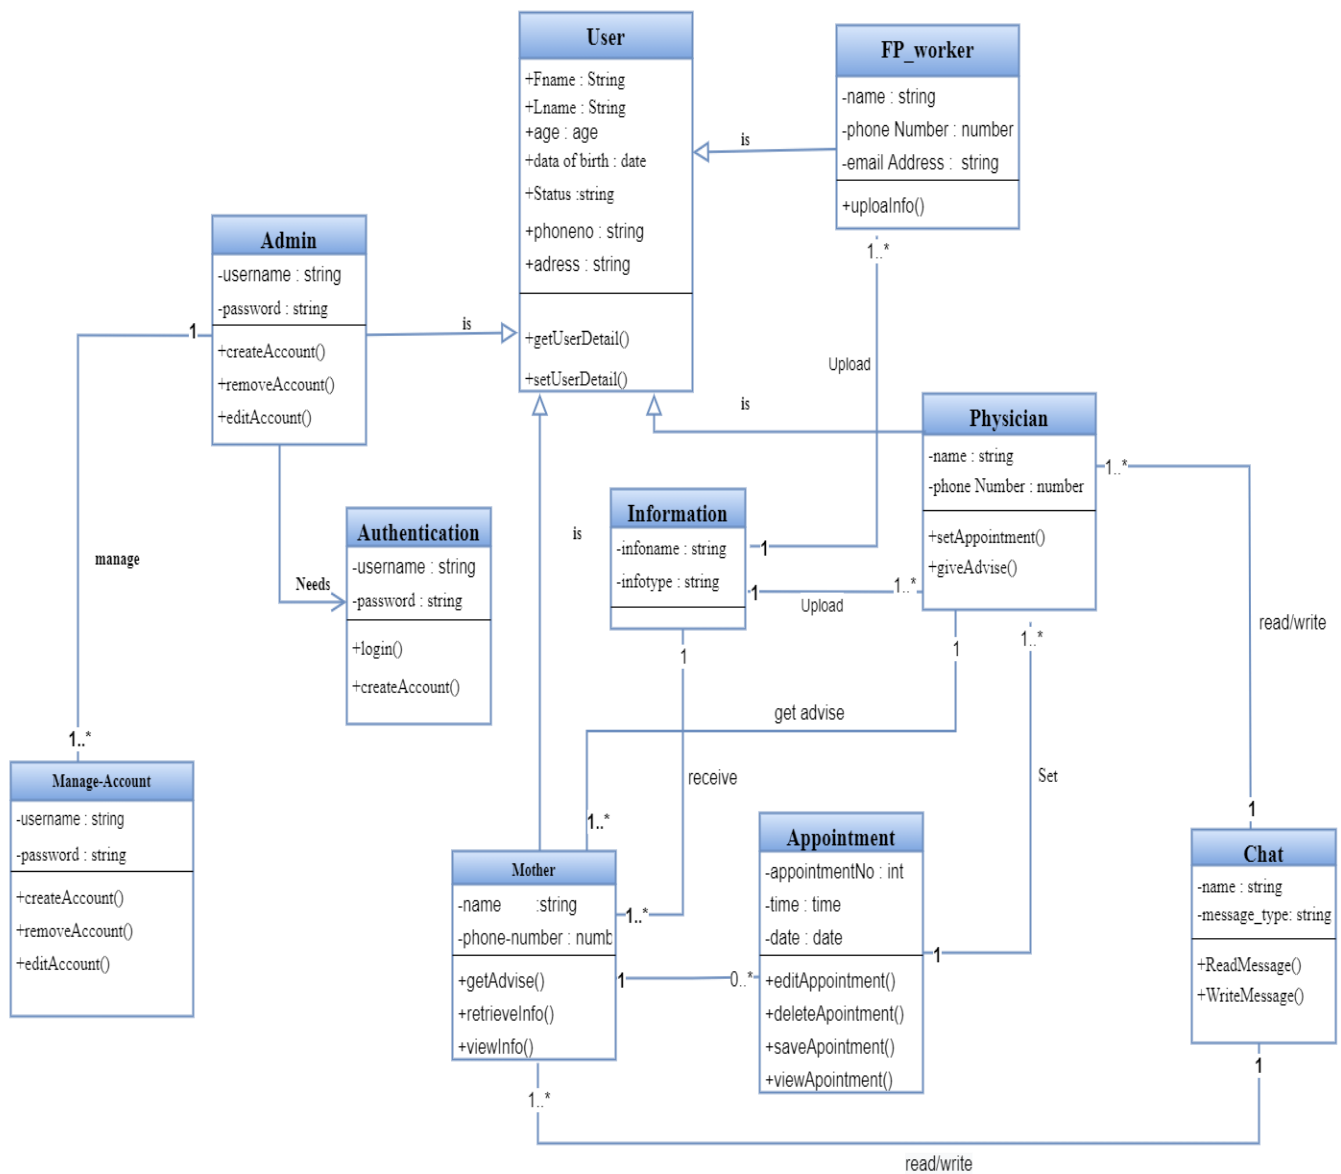 User
+Fname : String
+Lname : String
+age : age
+data of birth : date
+Status :string
+phoneno : string
+adress : string
+getUserDetail()
+setUserDetail()
FP_worker
-name : string
-phone Number : number
-email Address : string
+uploaInfo()
is
1..*
Admin
-username : string
-password : string
+createAccount()
+removeAccount()
+editAccount()
1
is
Upload
is
Physician
-name : string
-phone Number : number
+setAppointment()
+giveAdvise()
1..*
Information
-infoname : string
-infotype : string
1
1
Upload
1..*
is
Authentication
-username : string
-password : string
+login()
+createAccount()
Needs
manage
read/write
1
1
1..*
get advise
receive
Set
1..*
Manage-Account
-username : string
-password : string
+createAccount()
+removeAccount()
+editAccount()
1..*
Mother
-name :string
-phone-number : numb
+getAdvise()
+retrieveInfo()
+viewInfo()
1..*
1
0..*
Appointment
-appointmentNo : int
-time : time
-date : date
+editAppointment()
+deleteApointment()
+saveApointment()
+viewApointment()
1
1
Chat
-name : string
-message_type: string
+ReadMessage()
+WriteMessage()
1
1..*
read/write